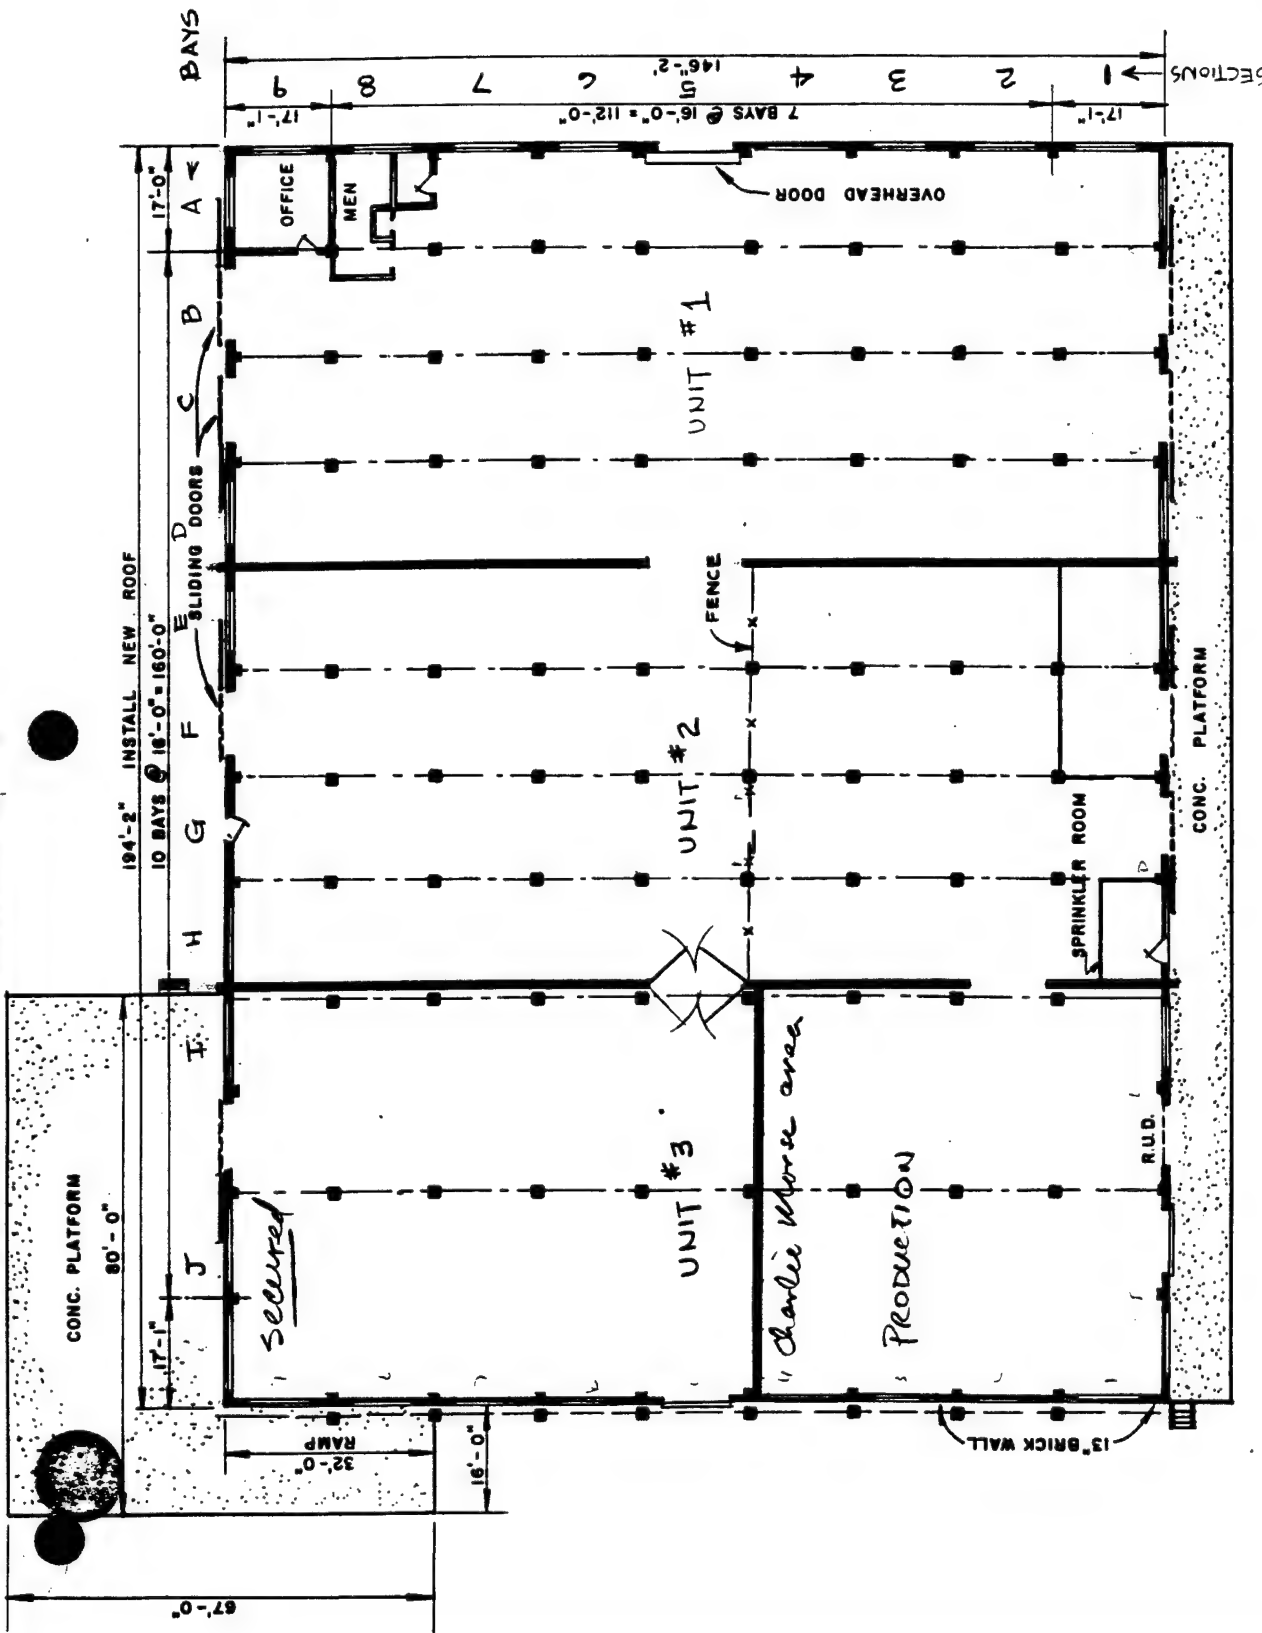 BAYS
SECTIONS
1
2
3
4
5
6
7
8
9
146'-2"
17'-1"
7 BAYS @ 16'-0" = 112'-0"
17'-1"
194'-2" INSTALL NEW ROOF
10 BAYS @ 16'-0" = 160'-0"
17'-0"
17'-1"
A
B
C
D
E
F
G
H
I
J
SLIDING DOORS
OFFICE
MEN
OVERHEAD DOOR
UNIT #1
FENCE
UNIT #2
SPRINKLER ROOM
CONC. PLATFORM
UNIT #3
secured
"Charlie Morse area
PRODUCTION
R.U.D.
13" BRICK WALL
CONC. PLATFORM
80'-0"
RAMP
32'-0"
16'-0"
67'-0"